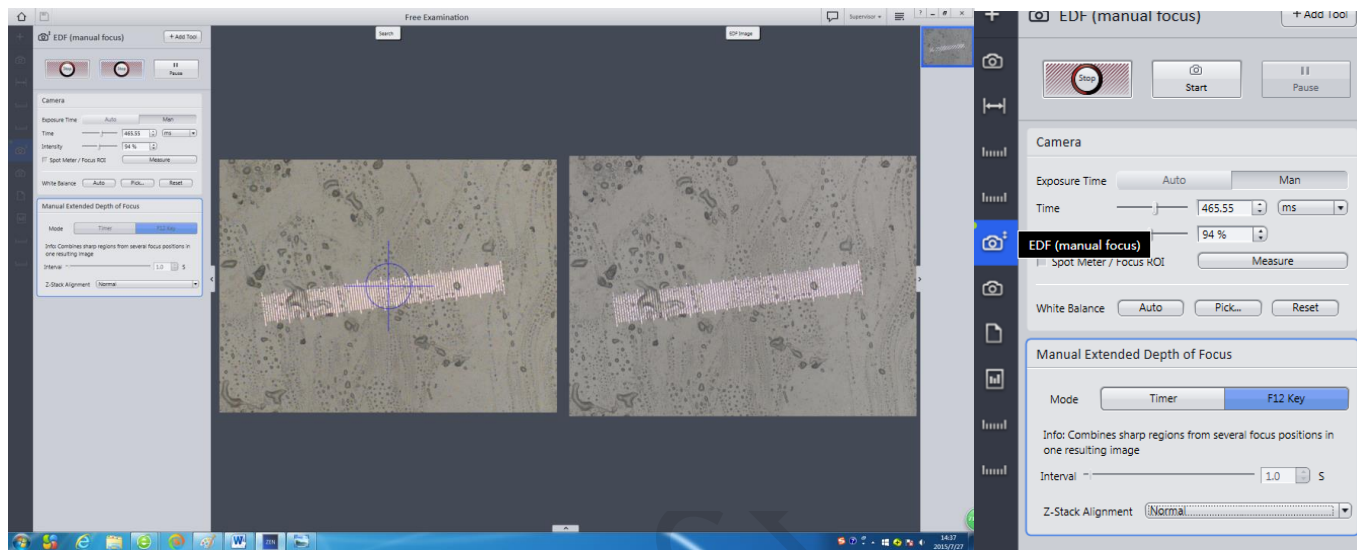 Free Examination
Supervisor
EDF (manual focus)
+ Add Tool
Stop
Stop
Pause
Search
EDF Image
Camera
Exposure Time Auto Man
Time 465.55 ms
Intensity 94 %
Spot Meter / Focus ROI Measure
White Balance Auto Pick... Reset
Manual Extended Depth of Focus
Mode Timer F12 Key
Info: Combines sharp regions from several focus positions in
one resulting image
Interval 1.0 S
Z-Stack Alignment Normal
ZEN
14:37
2015/7/27
EDF (manual focus)
+ Add Tool
Stop
Start
Pause
Camera
Exposure Time Auto Man
Time 465.55 ms
94 %
EDF (manual focus)
Spot Meter / Focus ROI Measure
White Balance Auto Pick... Reset
Manual Extended Depth of Focus
Mode Timer F12 Key
Info: Combines sharp regions from several focus positions in
one resulting image
Interval 1.0 S
Z-Stack Alignment Normal